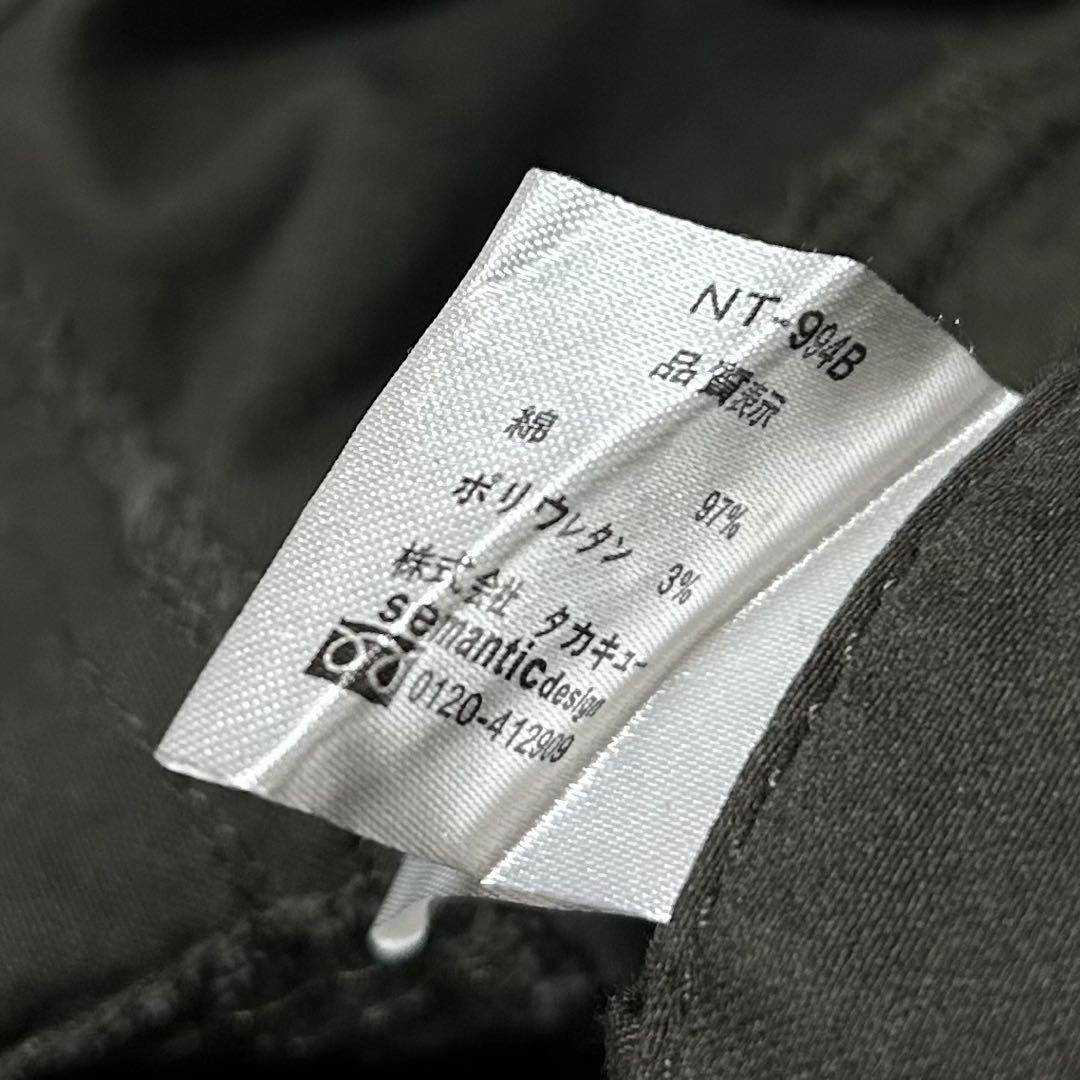 NT-994B
品質表示
綿 97%
ポリウレタン 3%
株式会社 タカキュー
semanticdesign
0120-412909